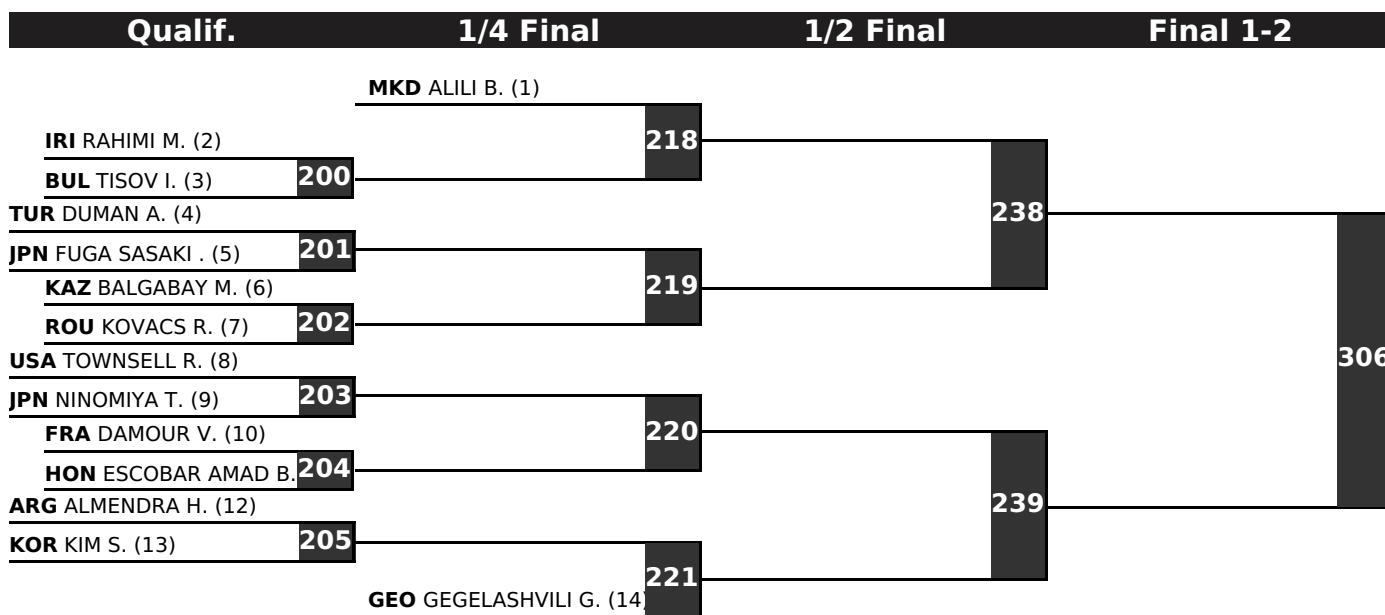 Qualif. 1/4 Final 1/2 Final Final 1-2
MKD ALILI B. (1)
218
IRI RAHIMI M. (2)
200
BUL TISOV I. (3)
238
TUR DUMAN A. (4)
201
JPN FUGA SASAKI . (5)
219
KAZ BALGABAY M. (6)
202
ROU KOVACS R. (7)
306
USA TOWNSELL R. (8)
203
JPN NINOMIYA T. (9)
220
FRA DAMOUR V. (10)
204
HON ESCOBAR AMAD B.
239
ARG ALMENDRA H. (12)
205
KOR KIM S. (13)
221
GEO GEGELASHVILI G. (14)